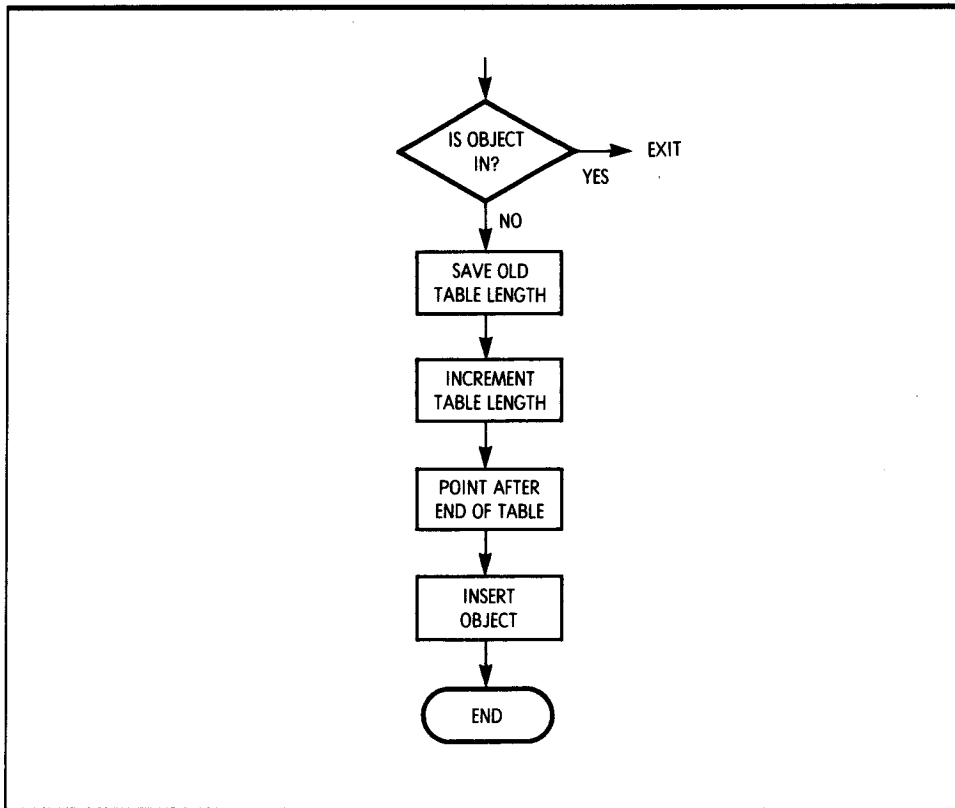 IS OBJECT
IN?
EXIT
YES
NO
SAVE OLD
TABLE LENGTH
INCREMENT
TABLE LENGTH
POINT AFTER
END OF TABLE
INSERT
OBJECT
END